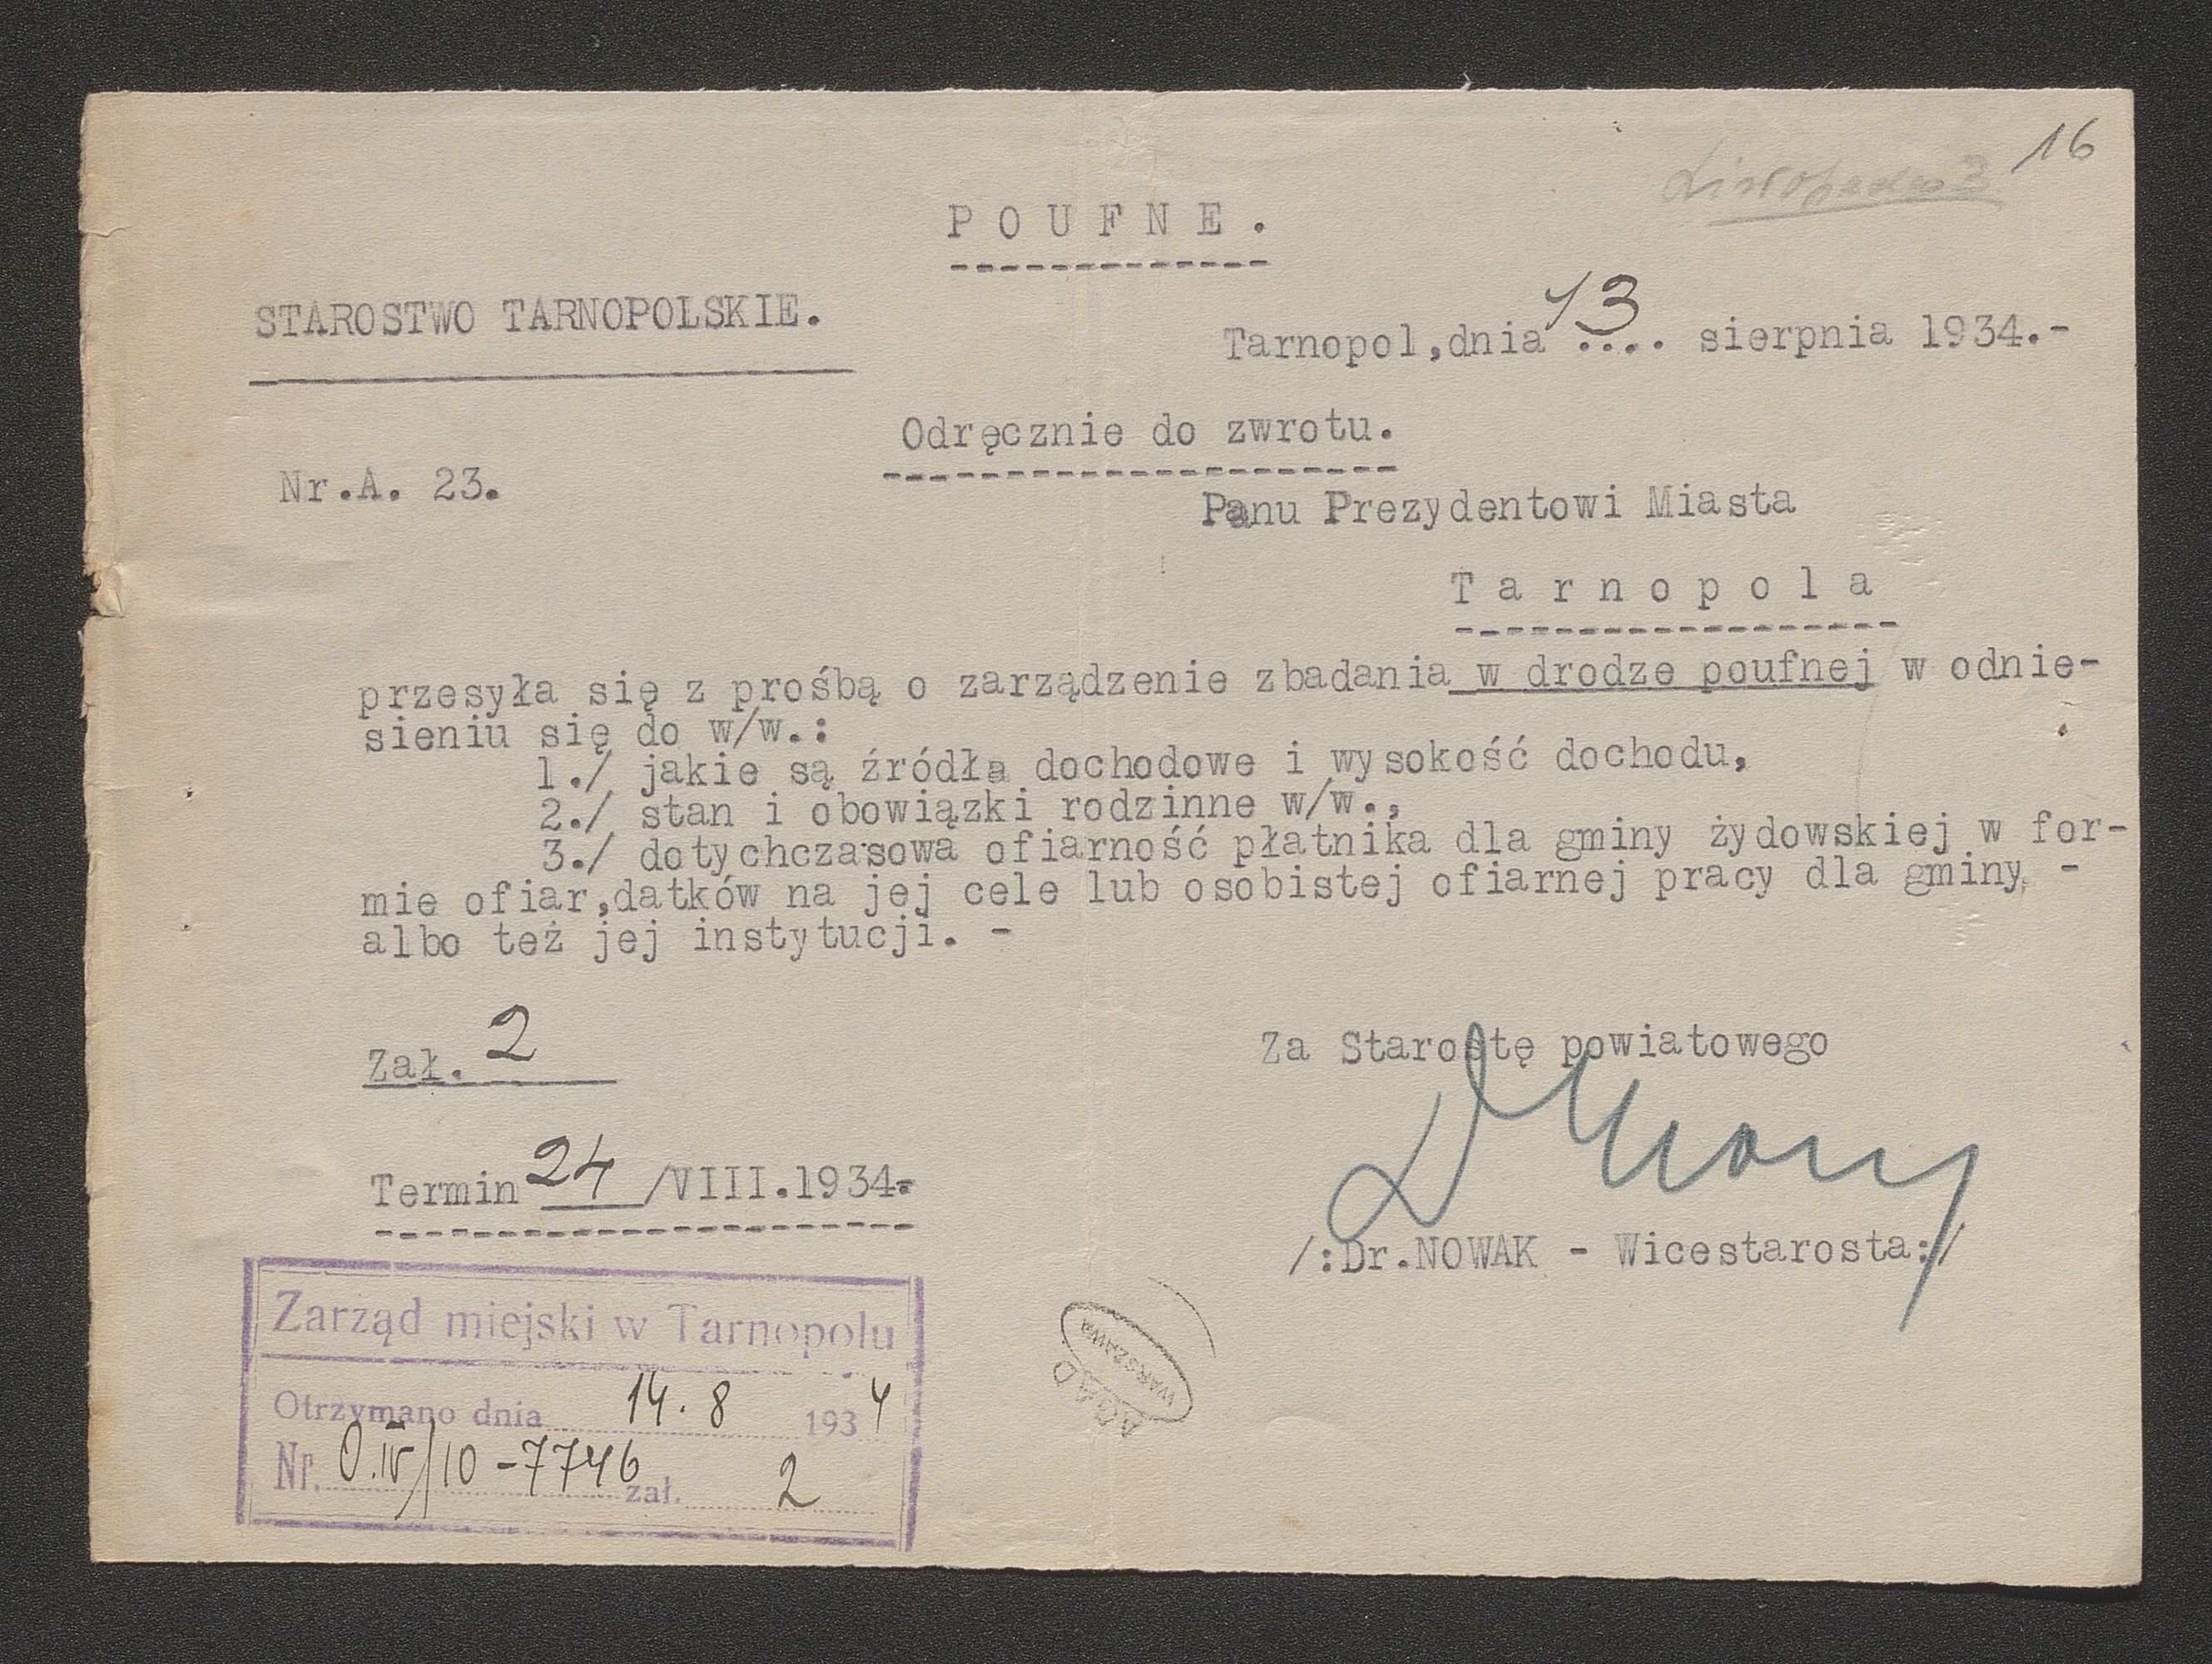 16
Listopada 3
P O U F N E .
STAROSTWO TARNOPOLSKIE.
Tarnopol,dnia 13 .... sierpnia 1934.-
Odręcznie do zwrotu.
Nr.A. 23.
Panu Prezydentowi Miasta
T a r n o p o l a
przesyła się z prośbą o zarządzenie zbadania w drodze poufnej w odnie-
sieniu się do w/w.:
1./ jakie są źródła dochodowe i wysokość dochodu,
2./ stan i obowiązki rodzinne w/w.,
3./ dotychczasowa ofiarność płatnika dla gminy żydowskiej w for-
mie ofiar,datków na jej cele lub osobistej ofiarnej pracy dla gminy, -
albo też jej instytucji. -
Zał. 2
Za Starostę powiatowego
Termin 24 /VIII.1934.-
/:Dr.NOWAK - Wicestarosta:/
Zarząd miejski w Tarnopolu
Otrzymano dnia 14. 8 1934
Nr. O.IV/10-7746 zał. 2
AGAD
WARSZAWA